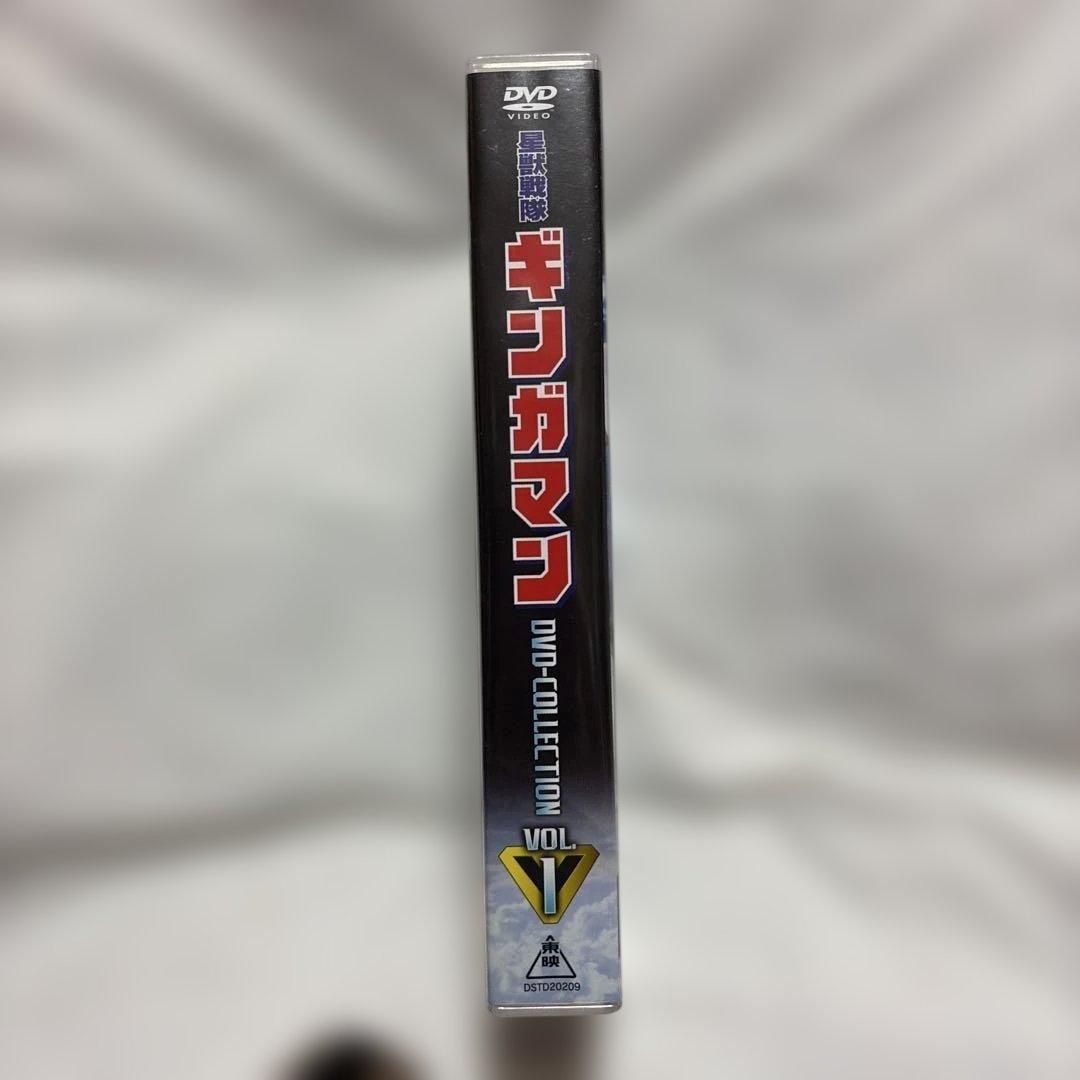 DVD
VIDEO
星獣戦隊
ギンガマン
DVD-COLLECTION
VOL.
1
東映
DSTD20209